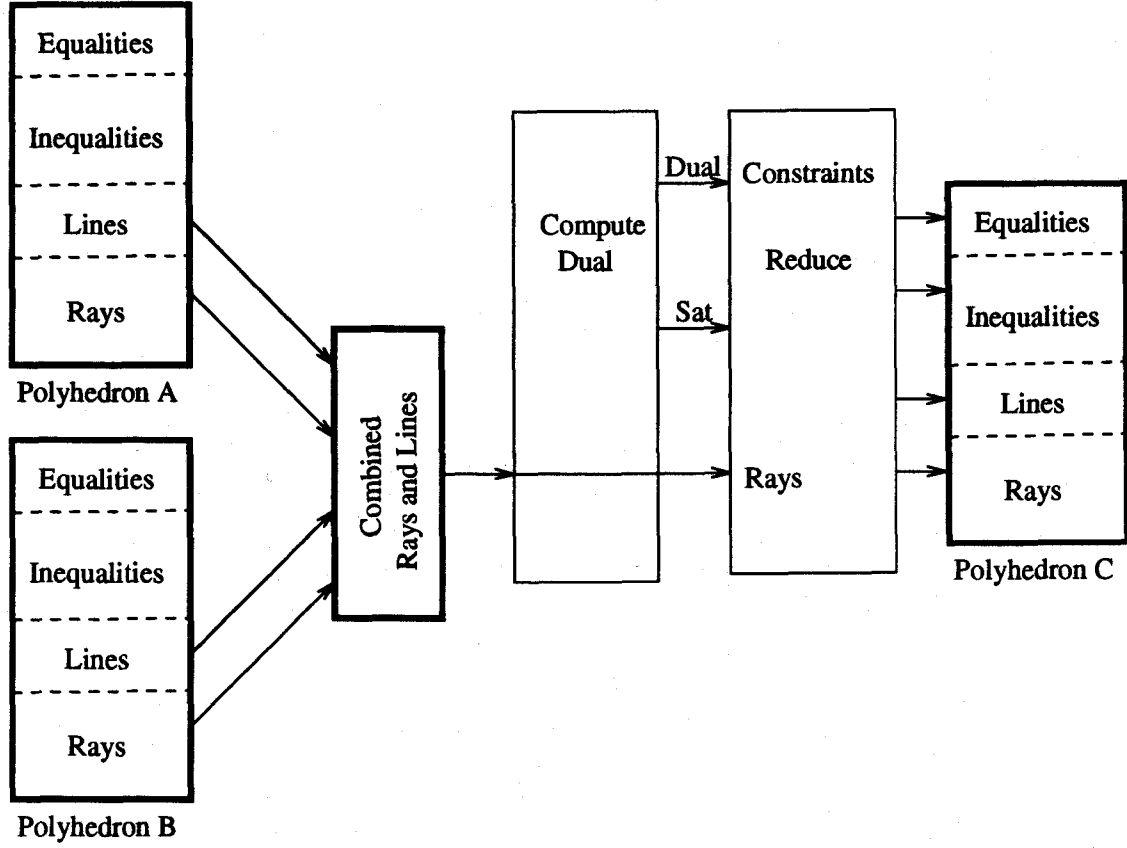 Equalities
Inequalities
Lines
Rays
Polyhedron A
Equalities
Inequalities
Lines
Rays
Polyhedron B
Combined
Rays and Lines
Compute
Dual
Dual
Sat
Constraints
Reduce
Rays
Equalities
Inequalities
Lines
Rays
Polyhedron C